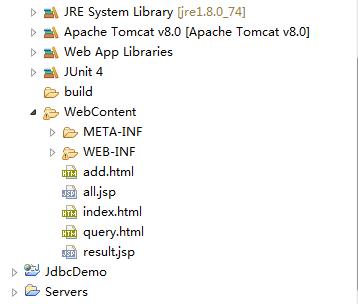 JRE System Library [jre1.8.0_74]
Apache Tomcat v8.0 [Apache Tomcat v8.0]
Web App Libraries
JUnit 4
build
WebContent
META-INF
WEB-INF
add.html
all.jsp
index.html
query.html
result.jsp
JdbcDemo
Servers